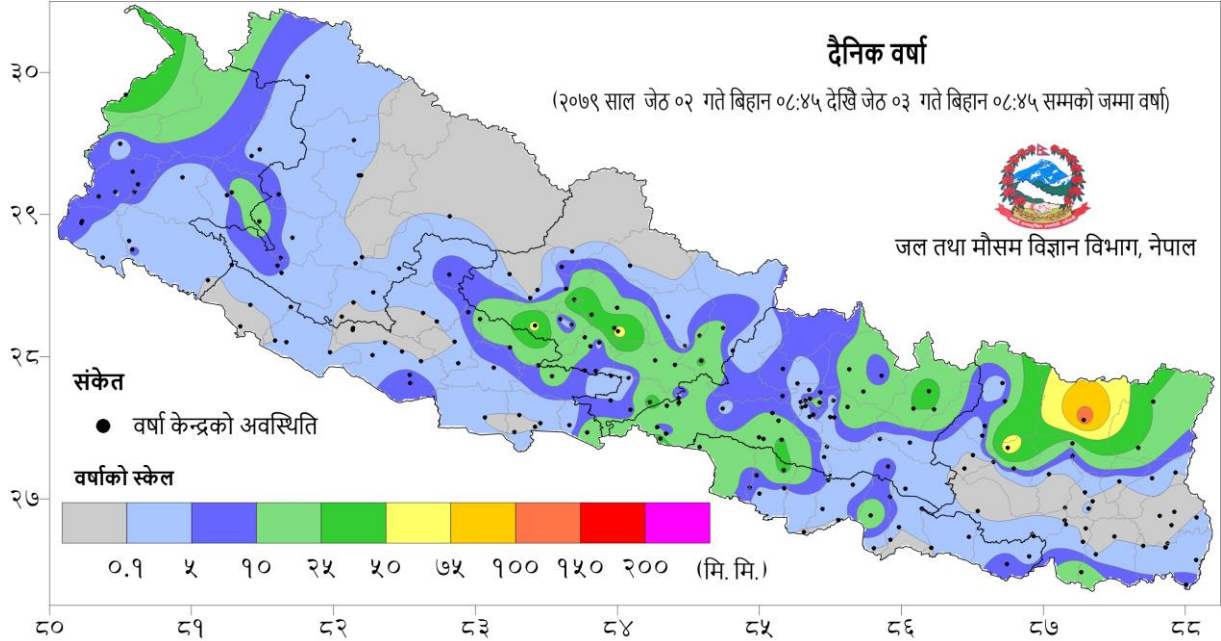 दैनिक वर्षा
(२०७९ साल जेठ ०२ गते बिहान ०८:४५ देखि जेठ ०३ गते बिहान ०८:४५ सम्मको जम्मा वर्षा)
जल तथा मौसम विज्ञान विभाग, नेपाल
३०
२९
२८
२७
संकेत
वर्षा केन्द्रको अवस्थिति
वर्षाको स्केल
०.१ ५ १० २५ ५० ७५ १०० १५० २०० (मि. मि.)
८० ८१ ८२ ८३ ८४ ८५ ८६ ८७ ८८